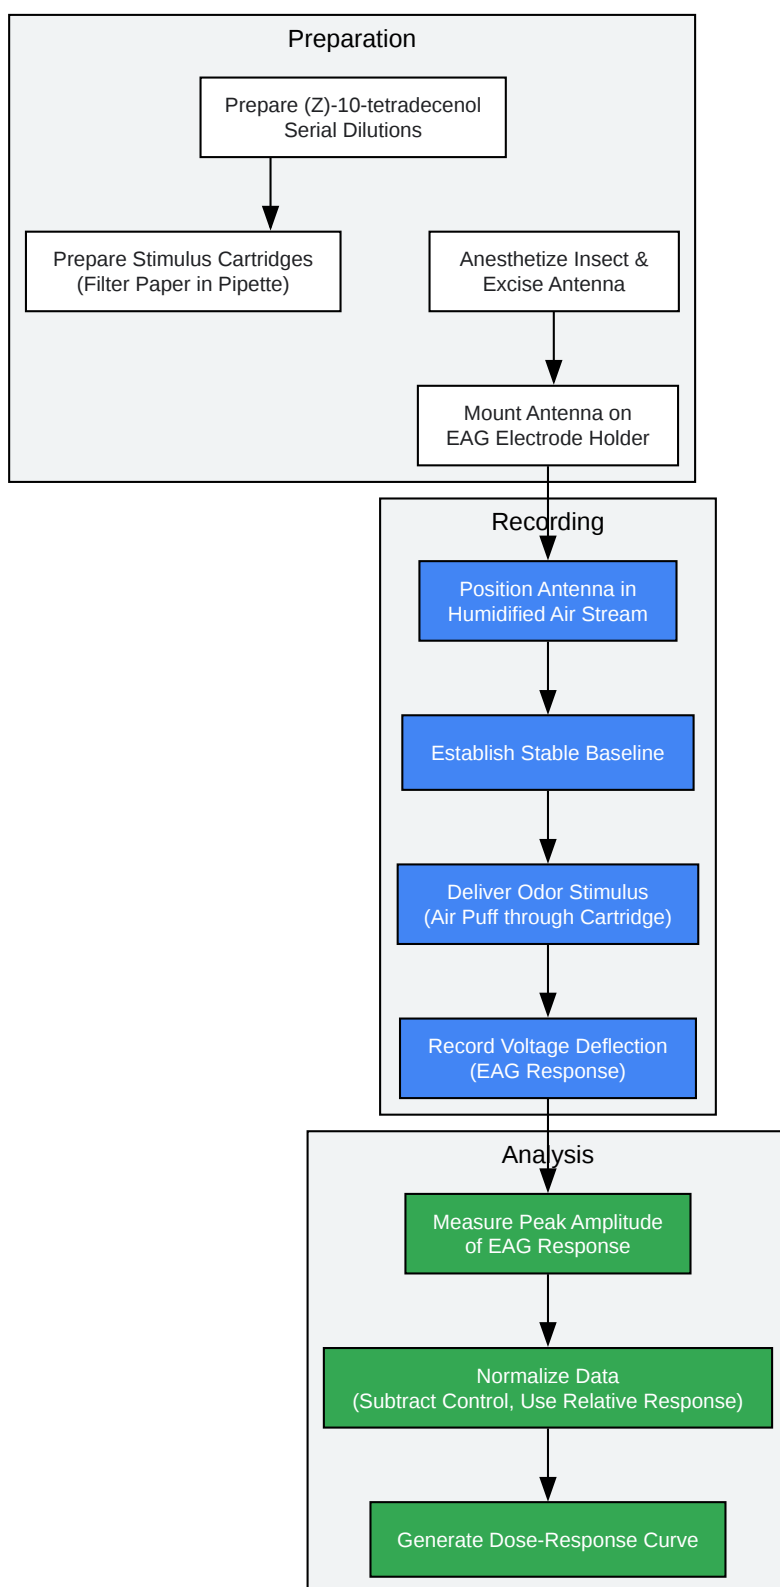 Preparation
Prepare (Z)-10-tetradecenol
Serial Dilutions
Prepare Stimulus Cartridges
(Filter Paper in Pipette)
Anesthetize Insect &
Excise Antenna
Mount Antenna on
EAG Electrode Holder
Recording
Position Antenna in
Humidified Air Stream
Establish Stable Baseline
Deliver Odor Stimulus
(Air Puff through Cartridge)
Record Voltage Deflection
(EAG Response)
Analysis
Measure Peak Amplitude
of EAG Response
Normalize Data
(Subtract Control, Use Relative Response)
Generate Dose-Response Curve